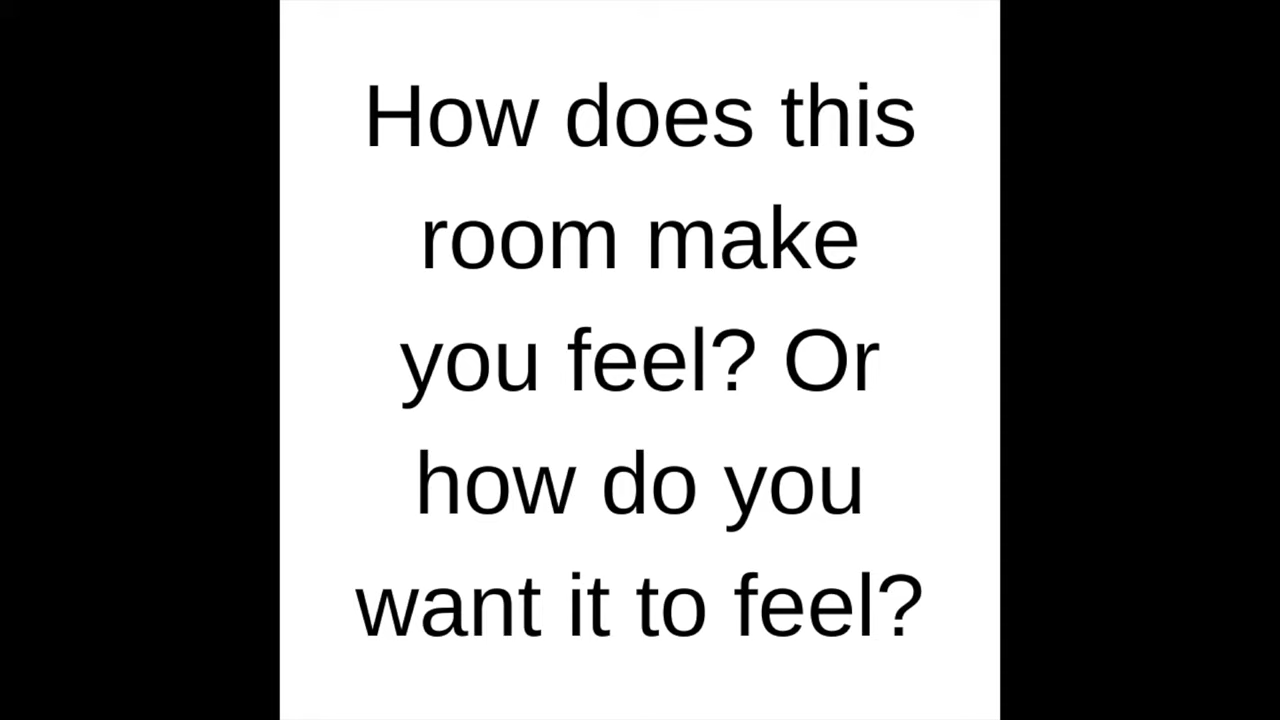 How does this
room make
you feel? Or
how do you
want it to feel?